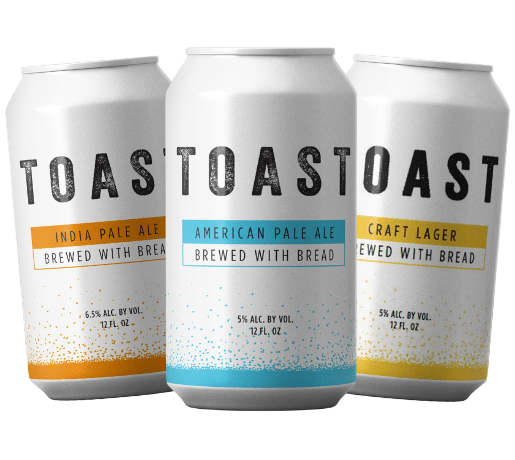 TOAST
INDIA PALE ALE
BREWED WITH BREA
6.5% ALC. BY VOL.
12 FL. OZ
TOAST
AMERICAN PALE ALE
BREWED WITH BREAD
5% ALC. BY VOL.
12 FL. OZ
OAST
CRAFT LAGER
REWED WITH BREAD
5% ALC. BY VOL.
12 FL. OZ